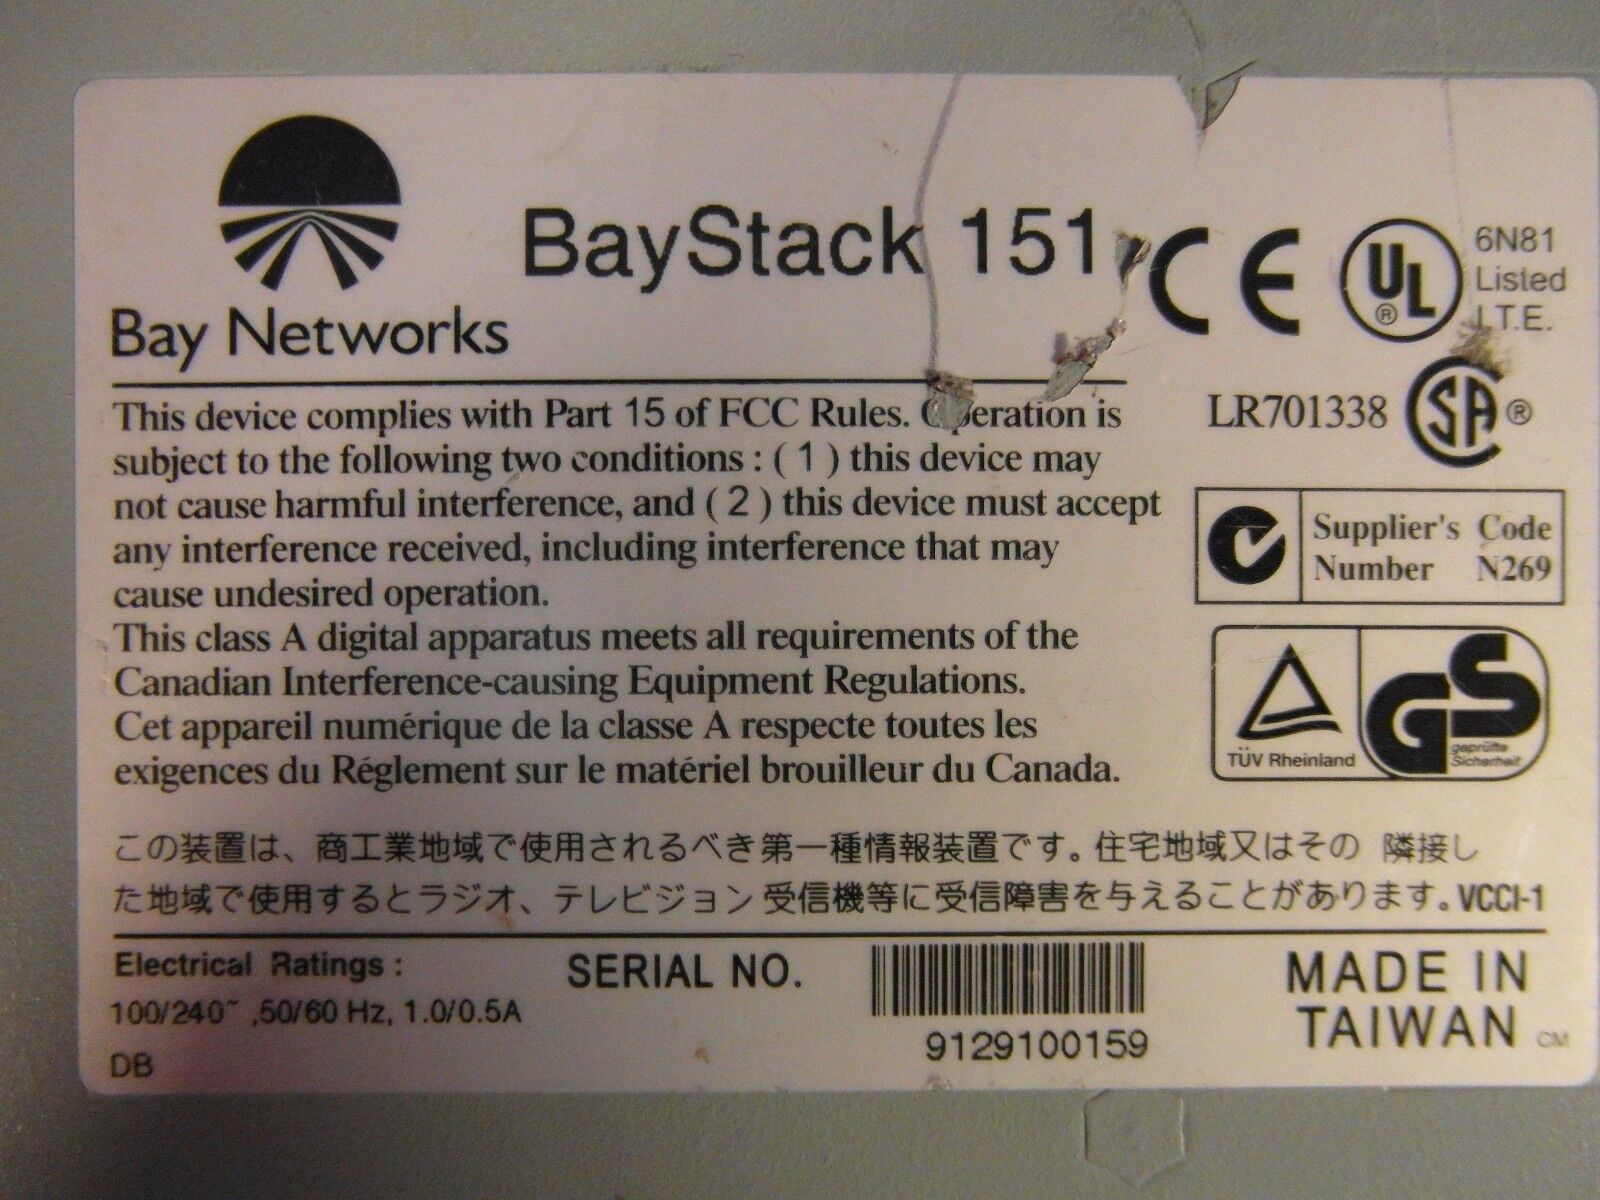 Bay Networks
BayStack 151
CE
UL ®
6N81
Listed
I.T.E.
This device complies with Part 15 of FCC Rules. Operation is
subject to the following two conditions : ( 1 ) this device may
not cause harmful interference, and ( 2 ) this device must accept
any interference received, including interference that may
cause undesired operation.
This class A digital apparatus meets all requirements of the
Canadian Interference-causing Equipment Regulations.
Cet appareil numérique de la classe A respecte toutes les
exigences du Réglement sur le matériel brouilleur du Canada.
LR701338 SA ®
Supplier's Code
Number N269
TÜV Rheinland
GS
geprüfte
Sicherheit
この装置は、商工業地域で使用されるべき第一種情報装置です。住宅地域又はその 隣接し
た地域で使用するとラジオ、テレビジョン 受信機等に受信障害を与えることがあります。VCCI-1
Electrical Ratings :
100/240~ ,50/60 Hz, 1.0/0.5A
DB
SERIAL NO.
9129100159
MADE IN
TAIWAN CM